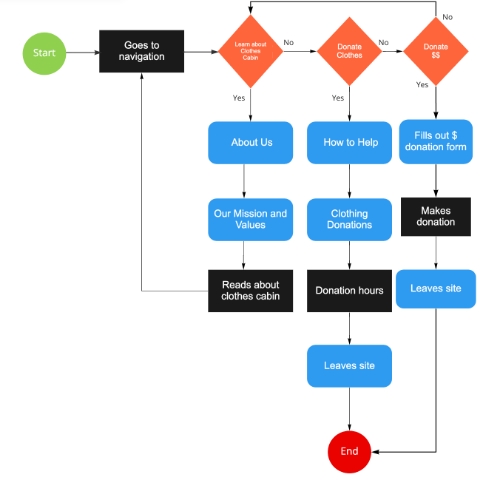 No
Start
Goes to
navigation
Learn about
Clothes
Cabin
No
Donate
Clothes
No
Donate
$$
Yes
Yes
Yes
About Us
How to Help
Fills out $
donation form
Our Mission and
Values
Clothing
Donations
Makes
donation
Reads about
clothes cabin
Donation hours
Leaves site
Leaves site
End